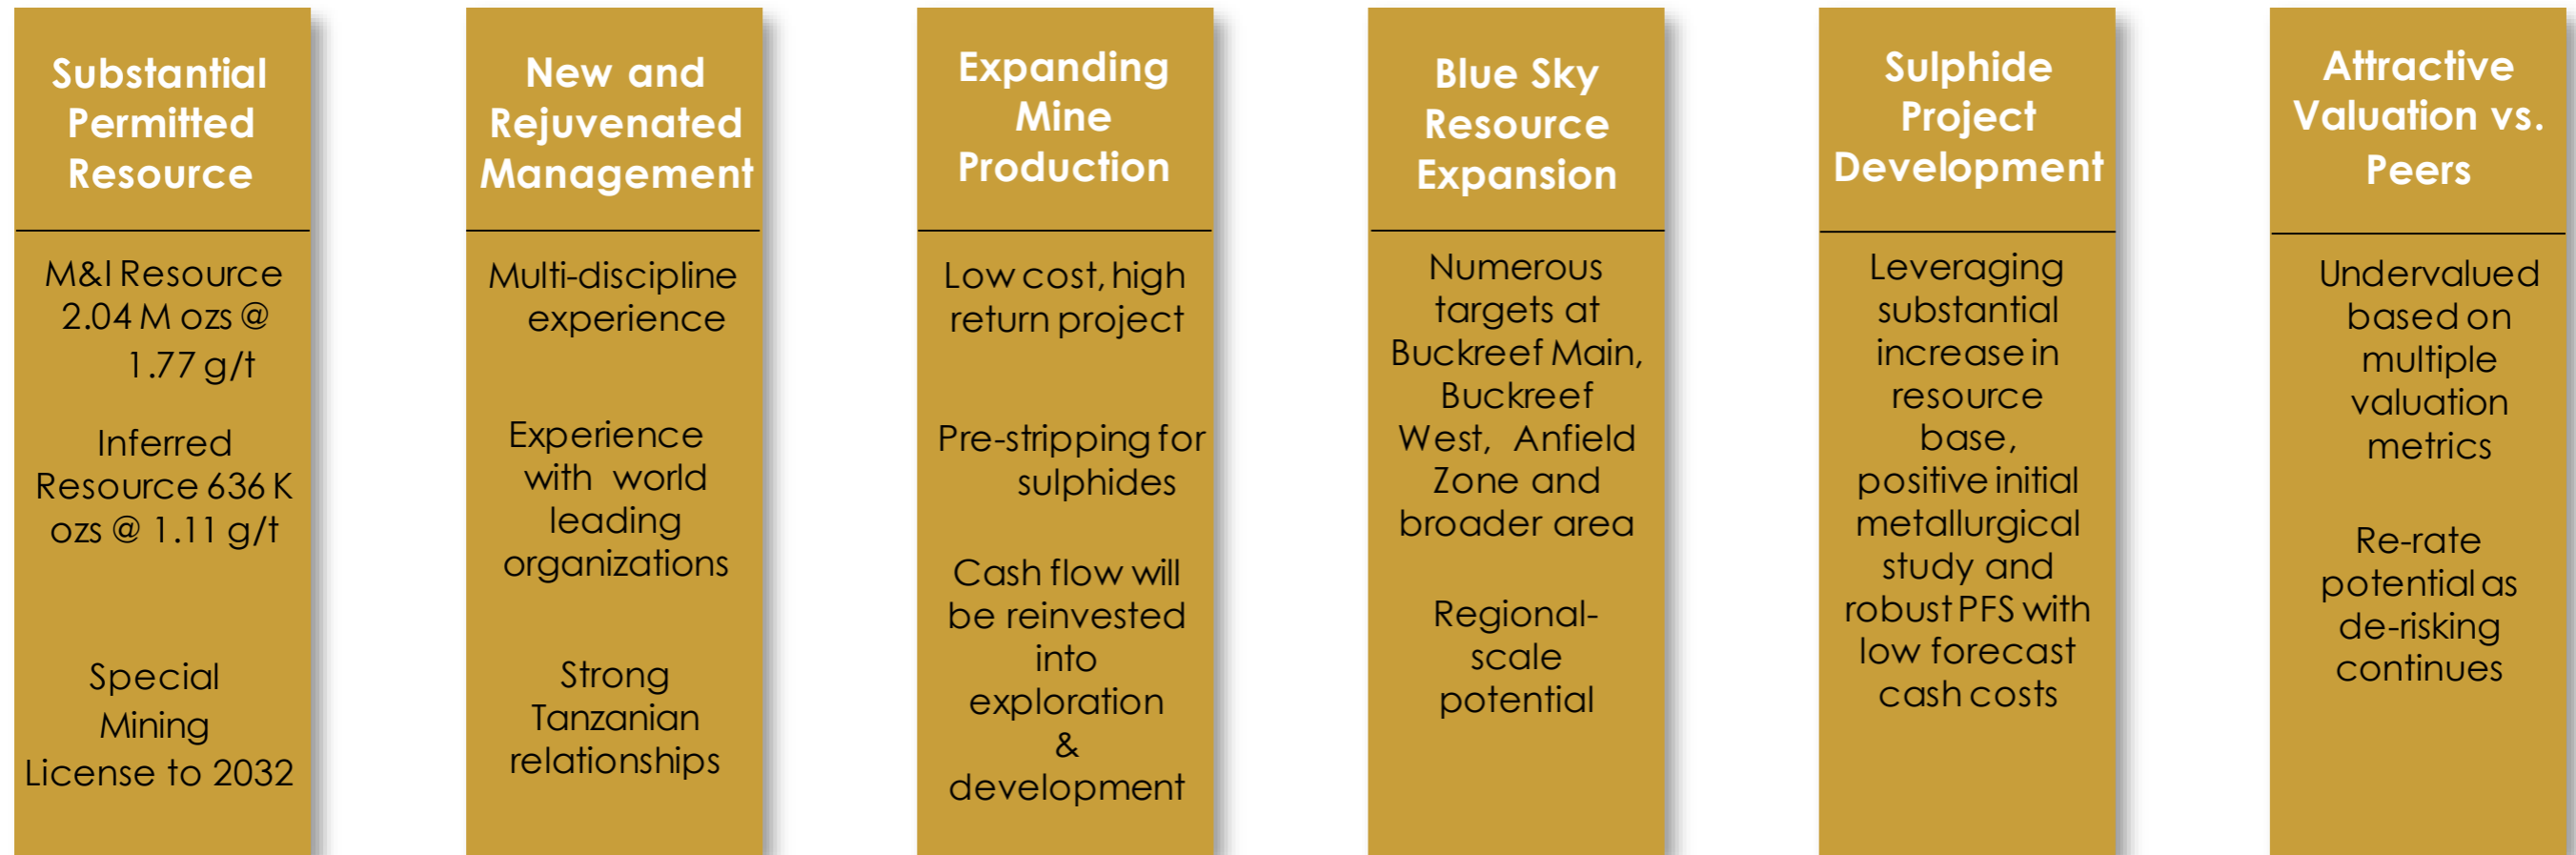 Substantial
Permitted
Resource
M&I Resource
2.04 M ozs @
1.77 g/t
Inferred
Resource 636 K
ozs @ 1.11 g/t
Special
Mining
License to 2032
New and
Rejuvenated
Management
Multi-discipline
experience
Experience
with world
leading
organizations
Strong
Tanzanian
relationships
Expanding
Mine
Production
Low cost, high
return project
Pre-stripping for
sulphides
Cash flow will
be reinvested
into
exploration
&
development
Blue Sky
Resource
Expansion
Numerous
targets at
Buckreef Main,
Buckreef
West, Anfield
Zone and
broader area
Regional-
scale
potential
Sulphide
Project
Development
Leveraging
substantial
increase in
resource
base,
positive initial
metallurgical
study and
robust PFS with
low forecast
cash costs
Attractive
Valuation vs.
Peers
Undervalued
based on
multiple
valuation
metrics
Re-rate
potential as
de-risking
continues